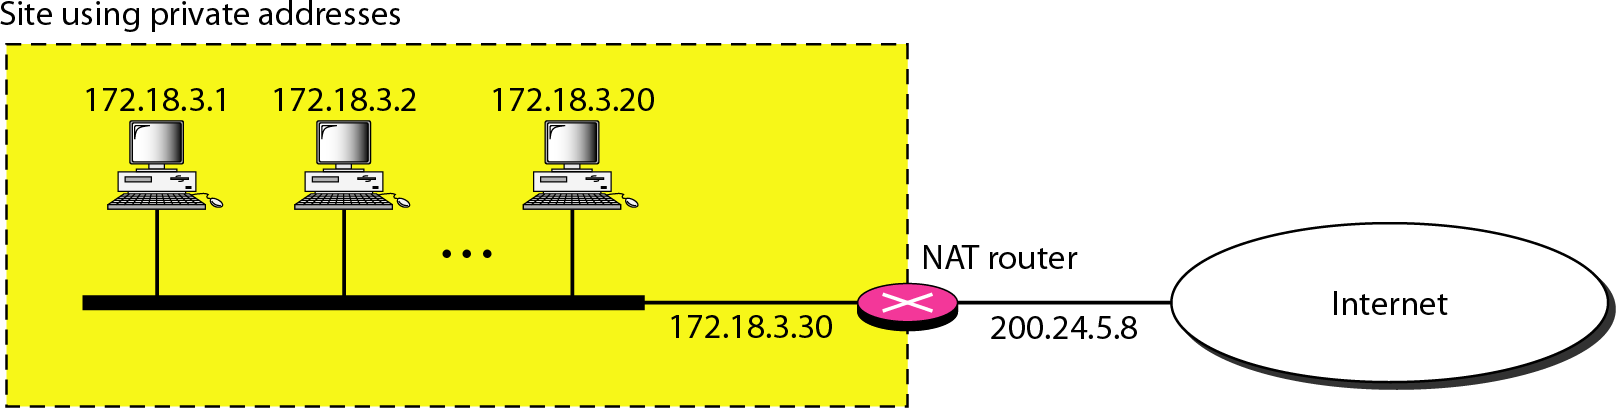 Site using private addresses
172.18.3.1 172.18.3.2 172.18.3.20
NAT router
Internet
172.18.3.30 200.24.5.8